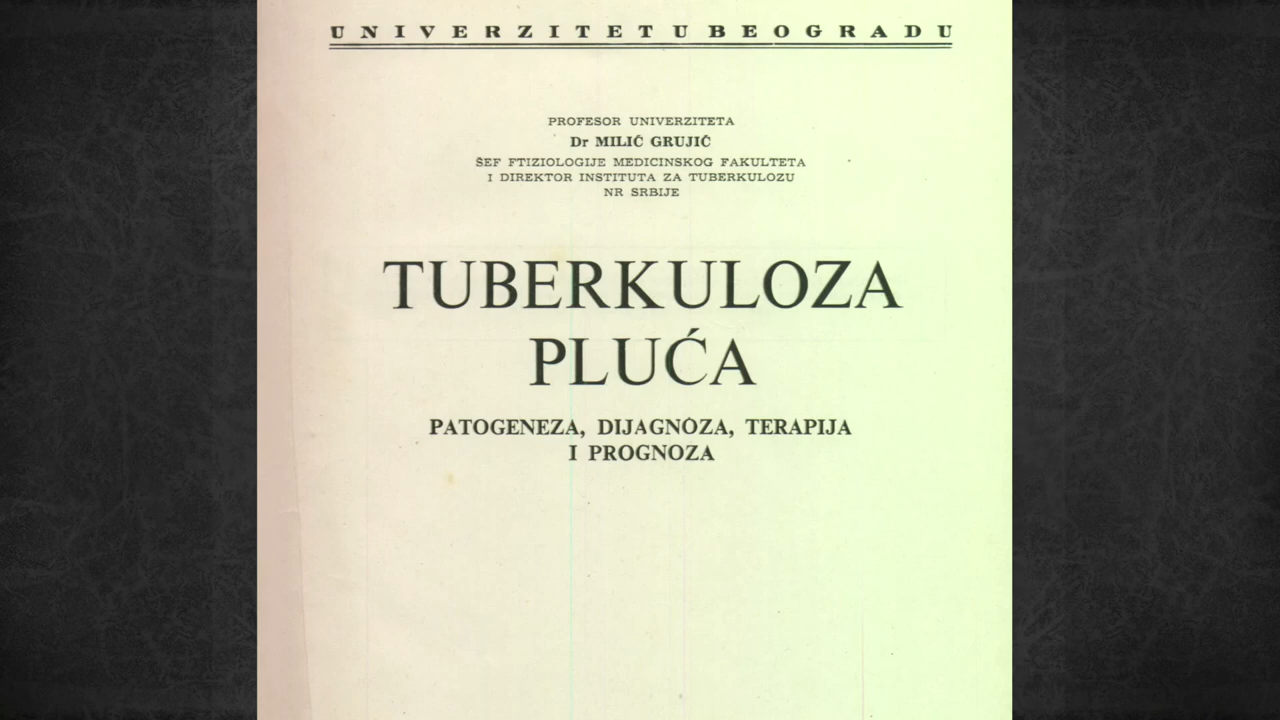 UNIVERZITET U BEOGRADU
PROFESOR UNIVERZITETA
Dr MILIĆ GRUJIĆ
ŠEF FTIZIOLOGIJE MEDICINSKOG FAKULTETA
I DIREKTOR INSTITUTA ZA TUBERKULOZU
NR SRBIJE
TUBERKULOZA
PLUĆA
PATOGENEZA, DIJAGNOZA, TERAPIJA
I PROGNOZA